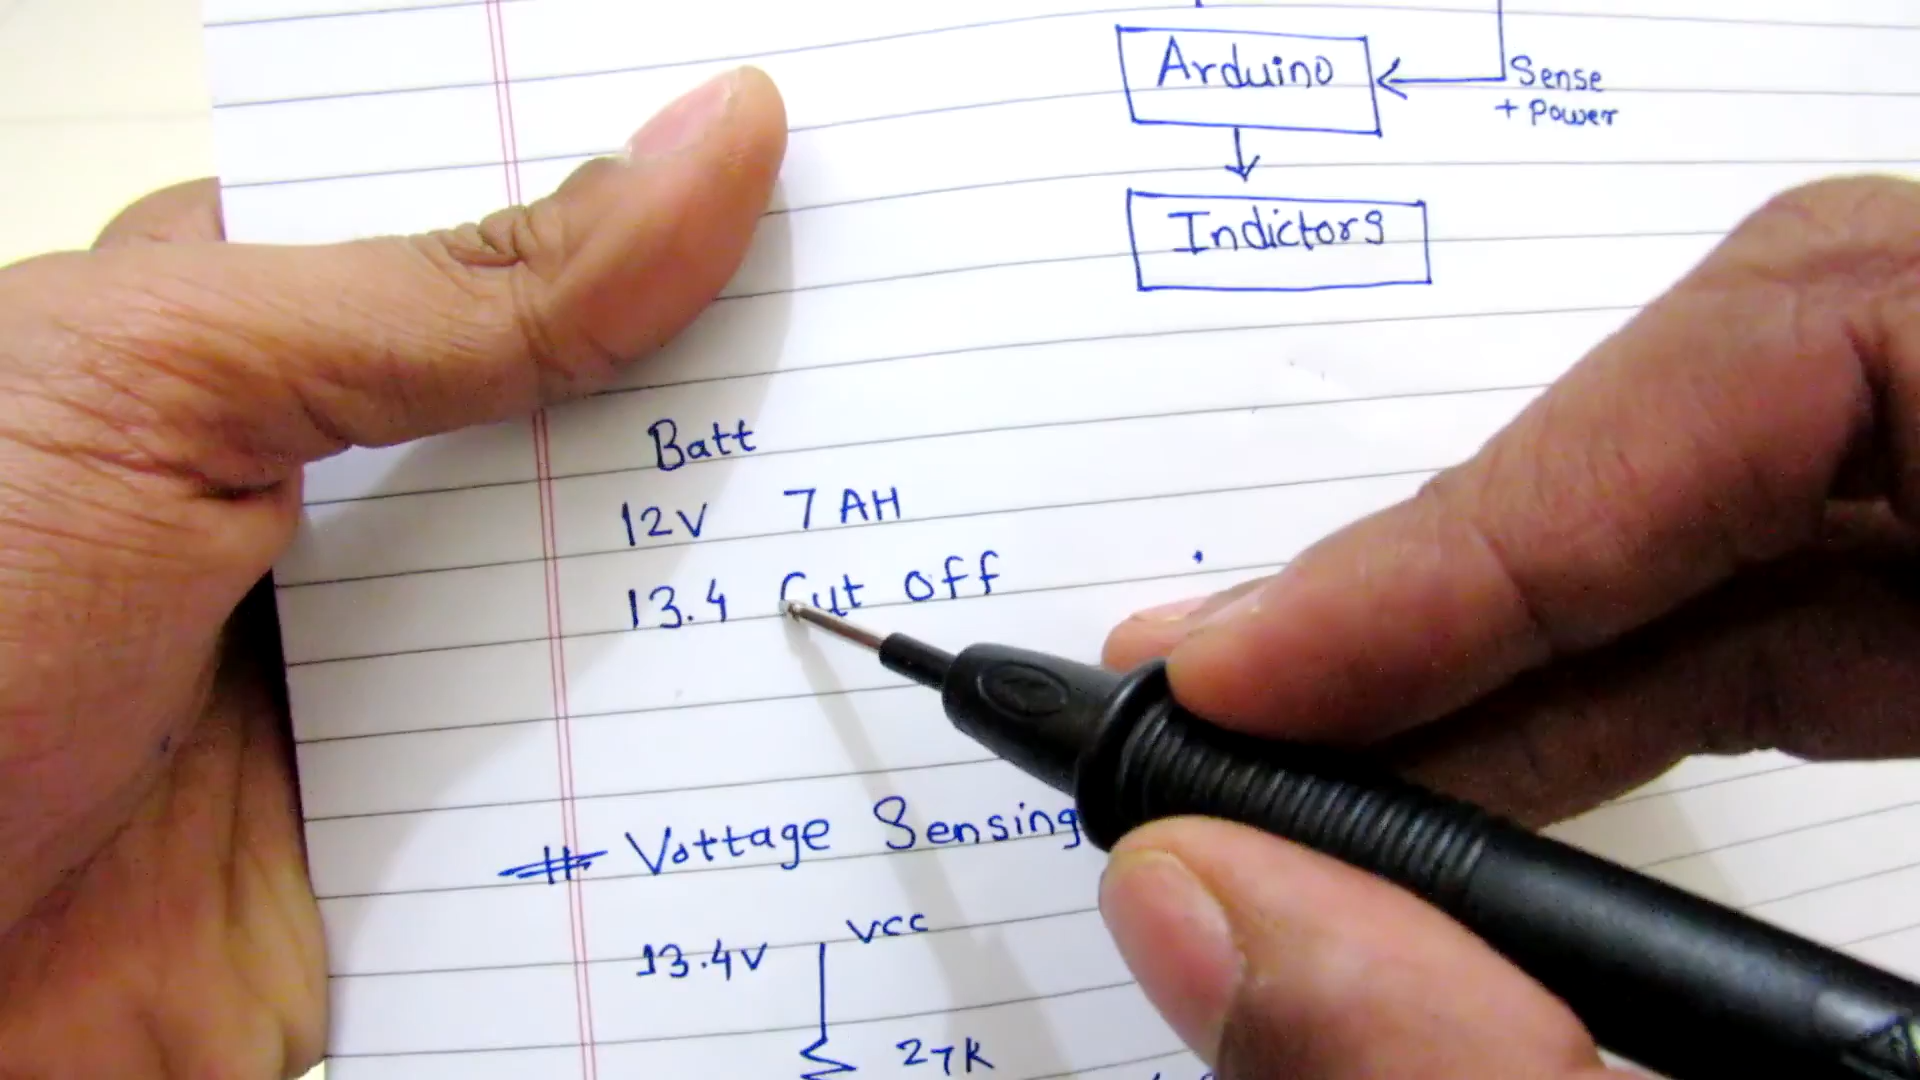 Arduino
Sense
+ Power
Indictors
Batt
12V 7 AH
13.4 Cut off
# Vottage Sensing
13.4V VCC
27K